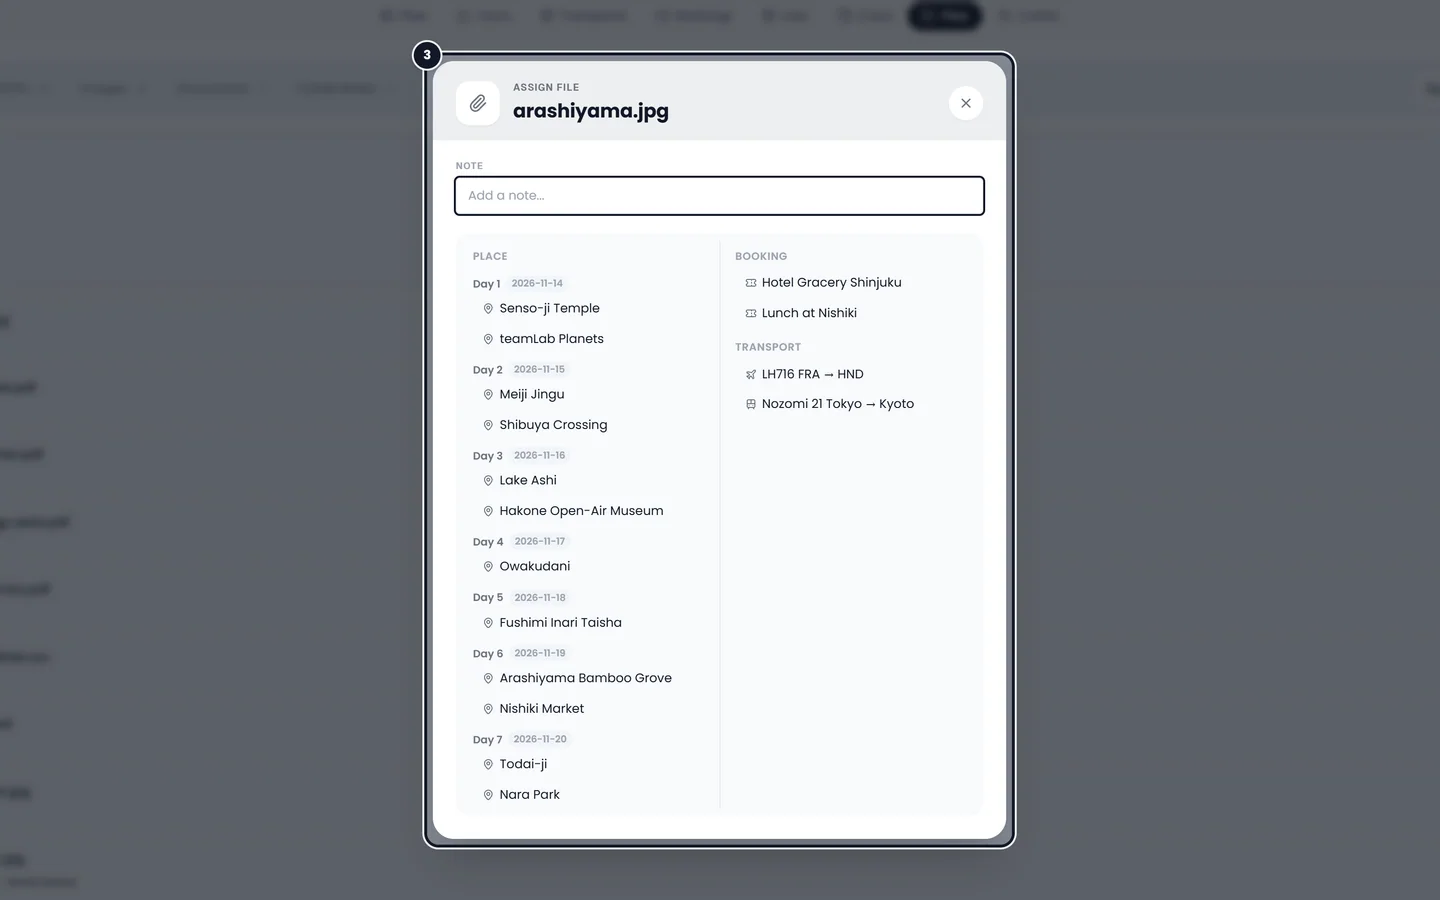 3
ASSIGN FILE
arashiyama.jpg
NOTE
Add a note...
PLACE
Day 1 2026-11-14
Senso-ji Temple
teamLab Planets
Day 2 2026-11-15
Meiji Jingu
Shibuya Crossing
Day 3 2026-11-16
Lake Ashi
Hakone Open-Air Museum
Day 4 2026-11-17
Owakudani
Day 5 2026-11-18
Fushimi Inari Taisha
Day 6 2026-11-19
Arashiyama Bamboo Grove
Nishiki Market
Day 7 2026-11-20
Todai-ji
Nara Park
BOOKING
Hotel Gracery Shinjuku
Lunch at Nishiki
TRANSPORT
LH716 FRA → HND
Nozomi 21 Tokyo → Kyoto